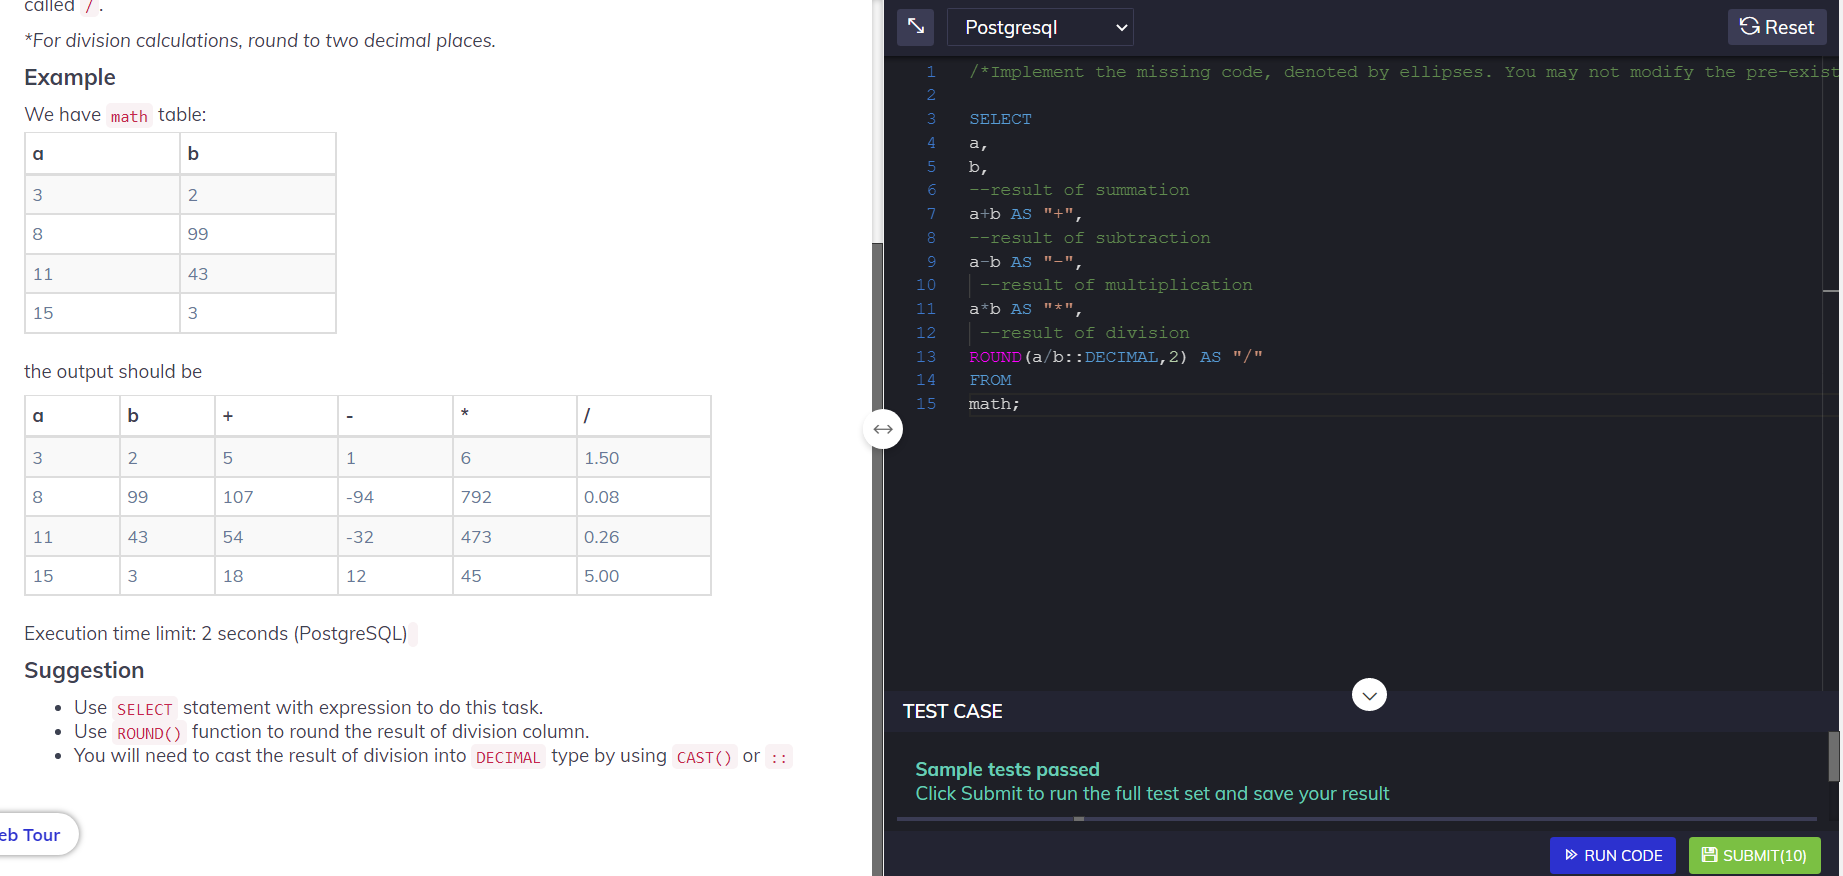 called / .
*For division calculations, round to two decimal places.
Example
We have math table:
a b
3 2
8 99
11 43
15 3
the output should be
a b + - * /
3 2 5 1 6 1.50
8 99 107 -94 792 0.08
11 43 54 -32 473 0.26
15 3 18 12 45 5.00
Execution time limit: 2 seconds (PostgreSQL)
Suggestion
• Use SELECT statement with expression to do this task.
• Use ROUND() function to round the result of division column.
• You will need to cast the result of division into DECIMAL type by using CAST() or ::
eb Tour
Postgresql
Reset
1 /*Implement the missing code, denoted by ellipses. You may not modify the pre-exist
2
3 SELECT
4 a,
5 b,
6 --result of summation
7 a+b AS "+",
8 --result of subtraction
9 a-b AS "-",
10 --result of multiplication
11 a*b AS "*",
12 --result of division
13 ROUND(a/b::DECIMAL,2) AS "/"
14 FROM
15 math;
TEST CASE
Sample tests passed
Click Submit to run the full test set and save your result
RUN CODE
SUBMIT(10)